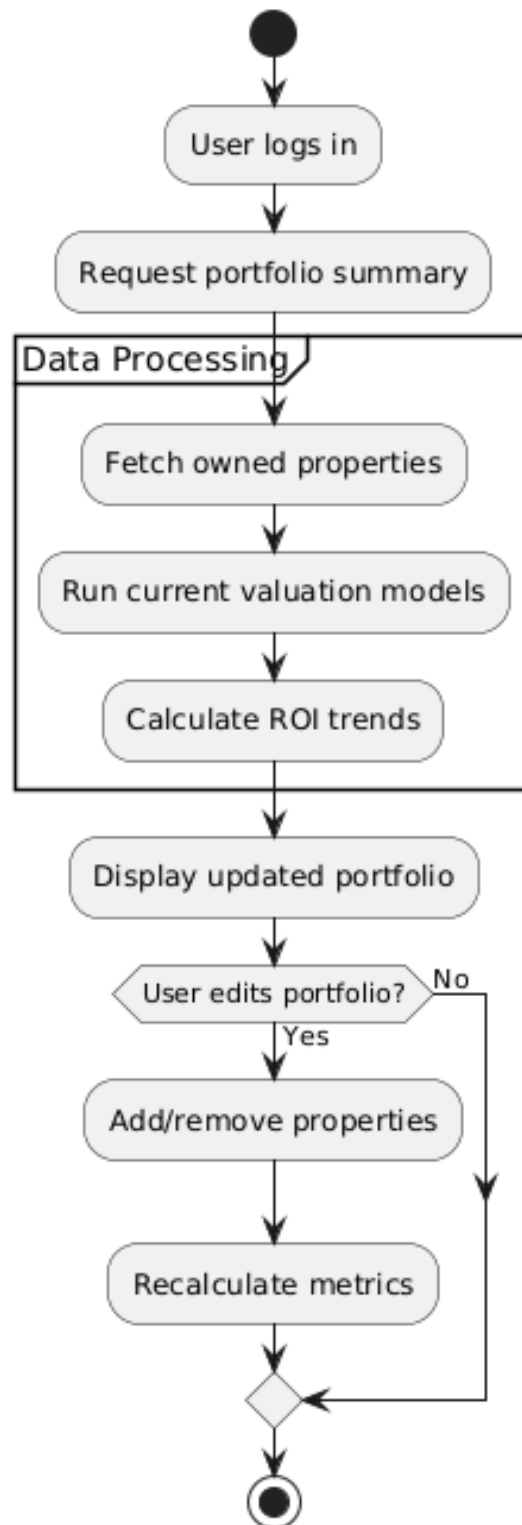 User logs in
Request portfolio summary
Data Processing
Fetch owned properties
Run current valuation models
Calculate ROI trends
Display updated portfolio
User edits portfolio?
No
Yes
Add/remove properties
Recalculate metrics